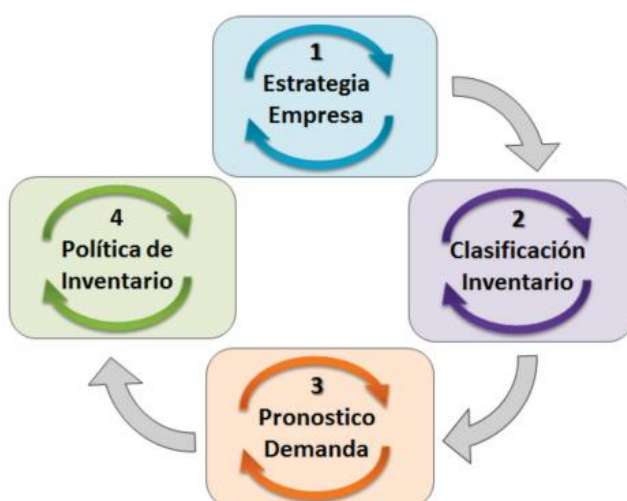 1
Estrategia
Empresa
2
Clasificación
Inventario
3
Pronostico
Demanda
4
Política de
Inventario